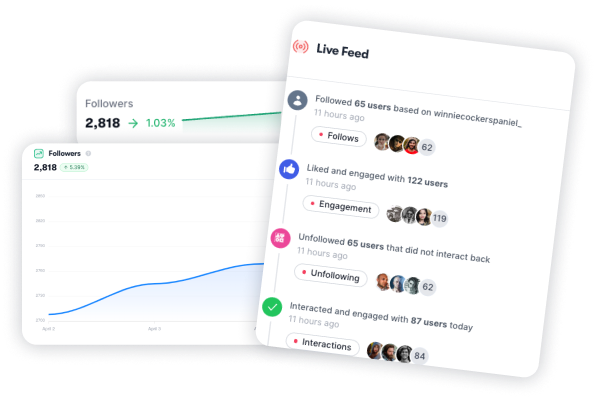 Followers
2,818 → 1.03%
Followers
2,818 ↑ 5.38%
2700
April 3
April 5
Live Feed
Followed 65 users based on winniecockerspaniel_
11 hours ago
Follows
62
Liked and engaged with 122 users
11 hours ago
Engagement
119
Unfollowed 65 users that did not interact back
11 hours ago
Unfollowing
62
Interacted and engaged with 87 users today
11 hours ago
Interactions
84